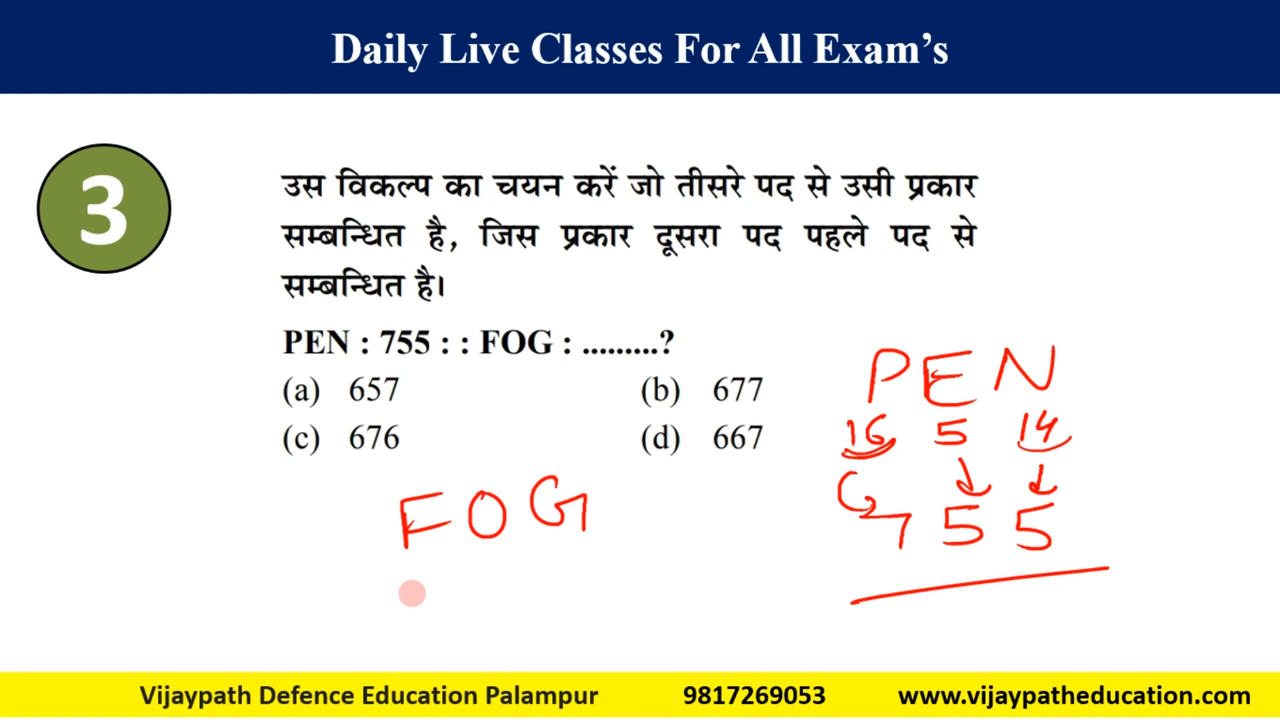 Daily Live Classes For All Exam's
3
उस विकल्प का चयन करें जो तीसरे पद से उसी प्रकार
सम्बन्धित है, जिस प्रकार दूसरा पद पहले पद से
सम्बन्धित है।
PEN : 755 : : FOG : .........?
(a) 657 (b) 677
(c) 676 (d) 667
PEN
16 5 14
7 5 5
FOG
Vijaypath Defence Education Palampur 9817269053 www.vijaypatheducation.com